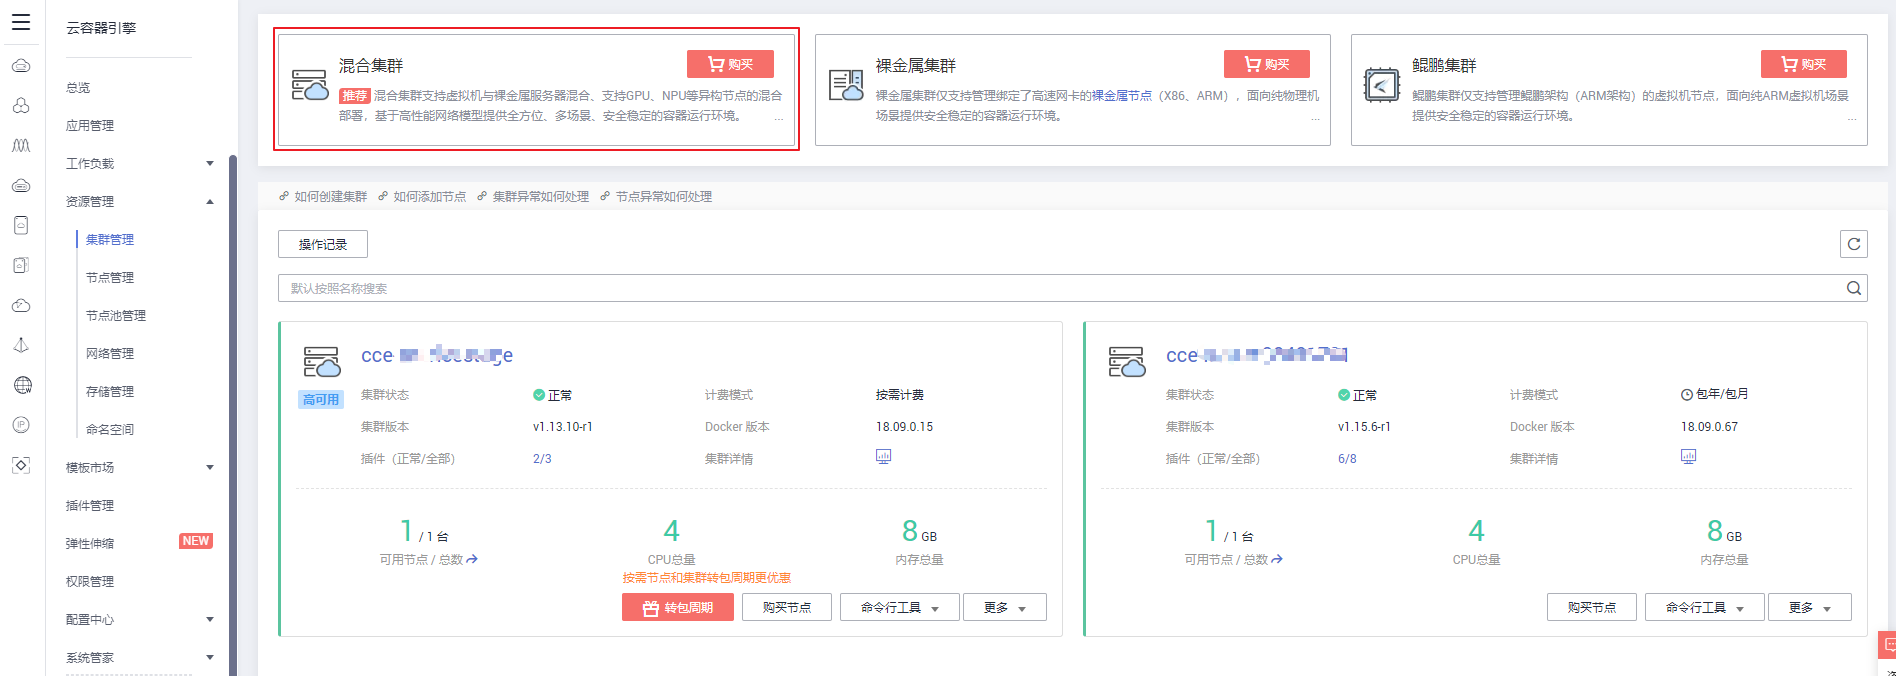 云容器引擎
总览
应用管理
工作负载
资源管理
集群管理
节点管理
节点池管理
网络管理
存储管理
命名空间
模板市场
插件管理
弹性伸缩 NEW
权限管理
配置中心
系统管家
混合集群 购买
推荐 混合集群支持虚拟机与裸金属服务器混合、支持GPU、NPU等异构节点的混合
部署，基于高性能网络模型提供全方位、多场景、安全稳定的容器运行环境。 ...
裸金属集群 购买
裸金属集群仅支持管理绑定了高速网卡的裸金属节点（X86、ARM），面向纯物理机
场景提供安全稳定的容器运行环境。 ...
鲲鹏集群 购买
鲲鹏集群仅支持管理鲲鹏架构（ARM架构）的虚拟机节点，面向纯ARM虚拟机场景
提供安全稳定的容器运行环境。 ...
如何创建集群 如何添加节点 集群异常如何处理 节点异常如何处理
操作记录
默认按照名称搜索
cce
高可用
集群状态 正常 计费模式 按需计费
集群版本 v1.13.10-r1 Docker 版本 18.09.0.15
插件（正常/全部） 2/3 集群详情
1 / 1 台 4 8 GB
可用节点 / 总数 CPU总量 内存总量
按需节点和集群转包周期更优惠
转包周期 购买节点 命令行工具 更多
cce
集群状态 正常 计费模式 包年/包月
集群版本 v1.15.6-r1 Docker 版本 18.09.0.67
插件（正常/全部） 6/8 集群详情
1 / 1 台 4 8 GB
可用节点 / 总数 CPU总量 内存总量
购买节点 命令行工具 更多